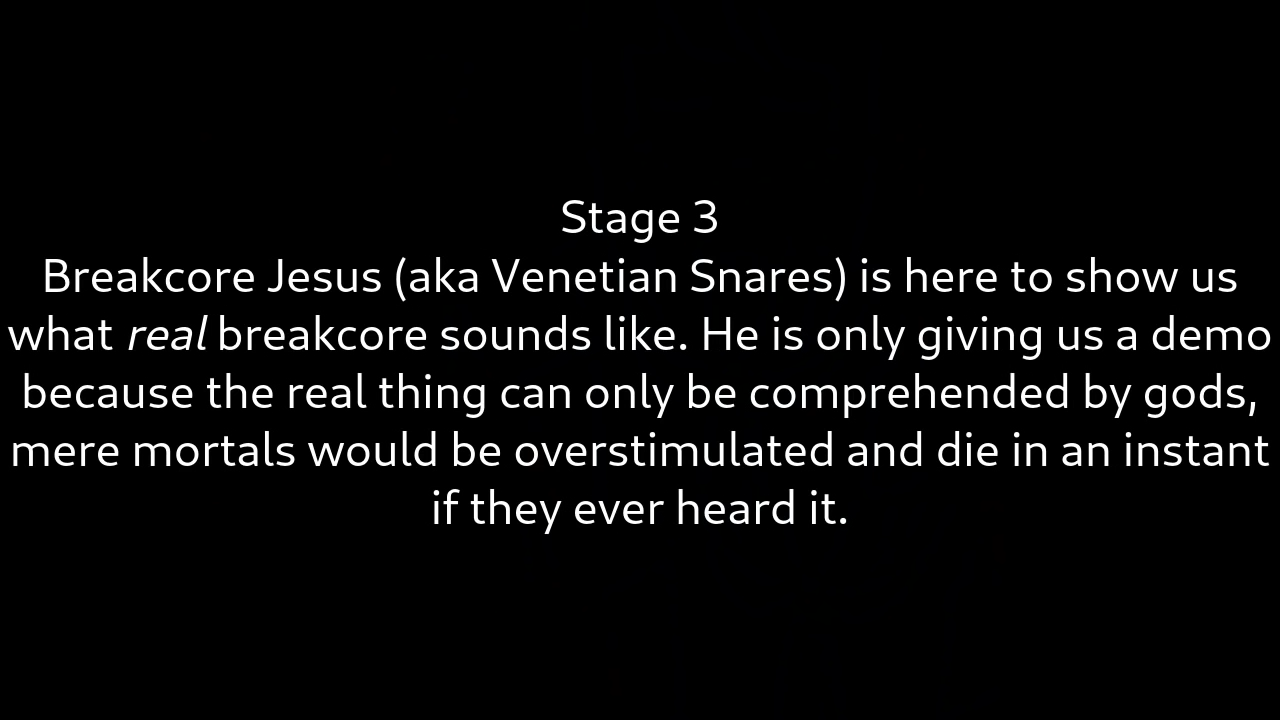 Stage 3
Breakcore Jesus (aka Venetian Snares) is here to show us
what real breakcore sounds like. He is only giving us a demo
because the real thing can only be comprehended by gods,
mere mortals would be overstimulated and die in an instant
if they ever heard it.